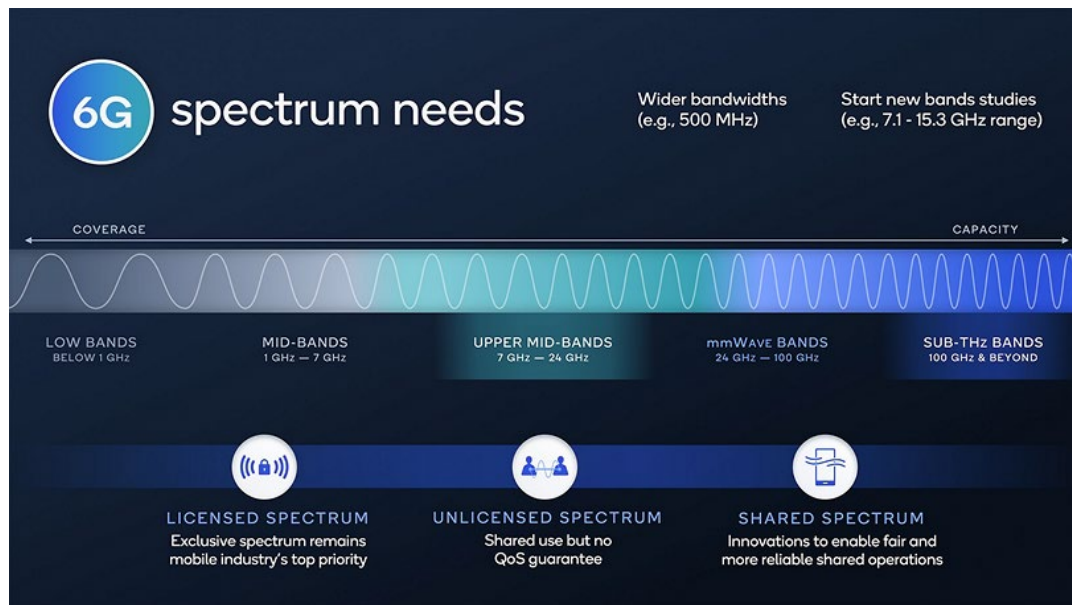 6G spectrum needs
Wider bandwidths
(e.g., 500 MHz)
Start new bands studies
(e.g., 7.1 - 15.3 GHz range)
COVERAGE
CAPACITY
LOW BANDS
BELOW 1 GHz
MID-BANDS
1 GHz — 7 GHz
UPPER MID-BANDS
7 GHz — 24 GHz
mmWAVE BANDS
24 GHz — 100 GHz
SUB-THz BANDS
100 GHz & BEYOND
LICENSED SPECTRUM
Exclusive spectrum remains
mobile industry's top priority
UNLICENSED SPECTRUM
Shared use but no
QoS guarantee
SHARED SPECTRUM
Innovations to enable fair and
more reliable shared operations